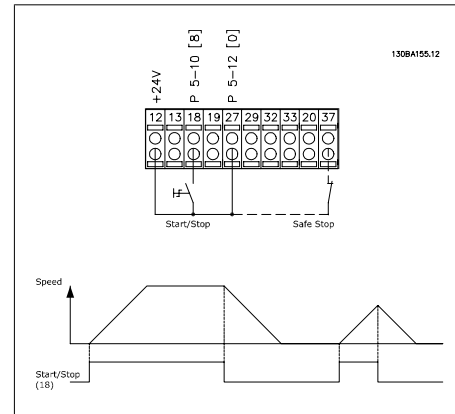 130BA155.12
+24V
P 5-10 [8]
P 5-12 [0]
12 13 18 19 27 29 32 33 20 37
Start/Stop
Safe Stop
Speed
Start/Stop
(18)